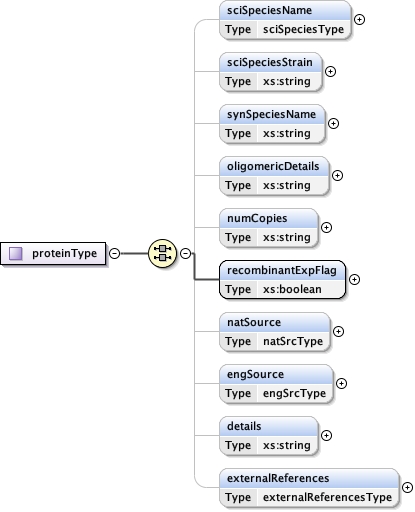 sciSpeciesName
Type sciSpeciesType
sciSpeciesStrain
Type xs:string
synSpeciesName
Type xs:string
oligomericDetails
Type xs:string
numCopies
Type xs:string
proteinType
recombinantExpFlag
Type xs:boolean
natSource
Type natSrcType
engSource
Type engSrcType
details
Type xs:string
externalReferences
Type externalReferencesType